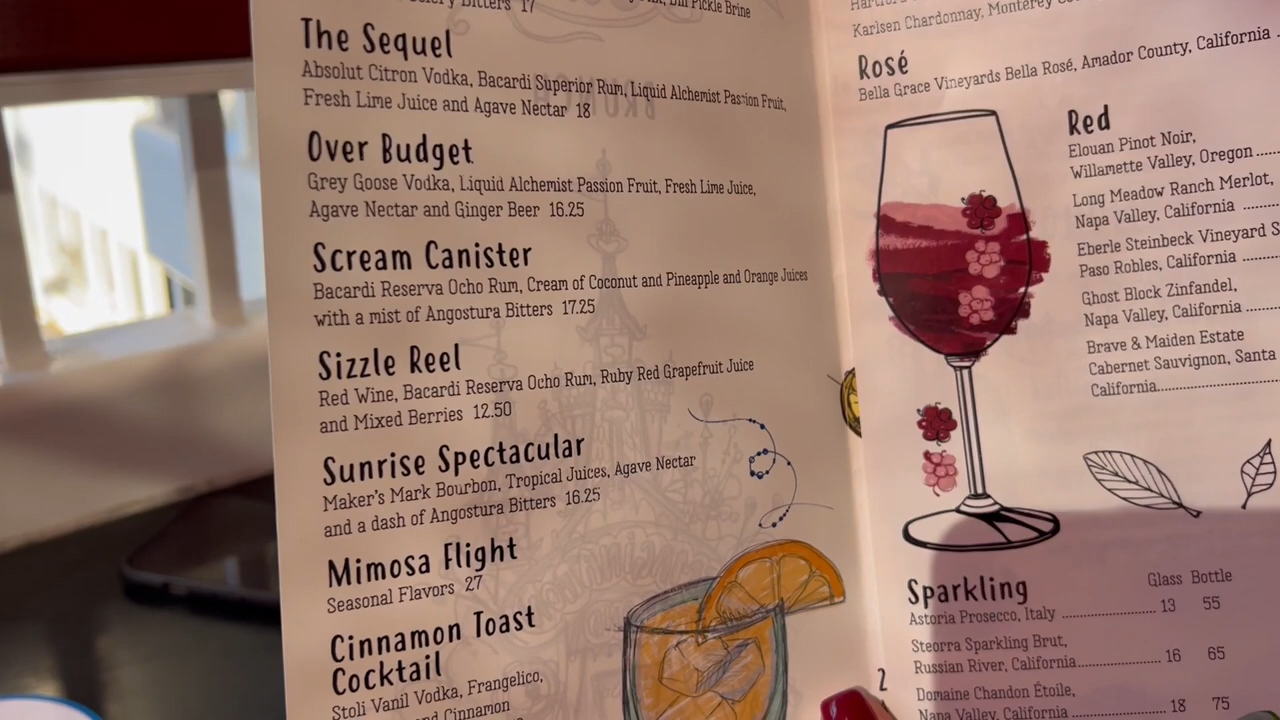 Bitters 17
Dill Pickle Brine
The Sequel
Absolut Citron Vodka, Bacardi Superior Rum, Liquid Alchemist Passion Fruit,
Fresh Lime Juice and Agave Nectar 18
Over Budget
Grey Goose Vodka, Liquid Alchemist Passion Fruit, Fresh Lime Juice,
Agave Nectar and Ginger Beer 16.25
Scream Canister
Bacardi Reserva Ocho Rum, Cream of Coconut and Pineapple and Orange Juices
with a mist of Angostura Bitters 17.25
Sizzle Reel
Red Wine, Bacardi Reserva Ocho Rum, Ruby Red Grapefruit Juice
and Mixed Berries 12.50
Sunrise Spectacular
Maker's Mark Bourbon, Tropical Juices, Agave Nectar
and a dash of Angostura Bitters 16.25
Mimosa Flight
Seasonal Flavors 27
Cinnamon Toast
Cocktail
Stoli Vanil Vodka, Frangelico,
and Cinnamon
2
Karlsen Chardonnay, Monterey
Rosé
Bella Grace Vineyards Bella Rosé, Amador County, California
Red
Elouan Pinot Noir,
Willamette Valley, Oregon
Long Meadow Ranch Merlot,
Napa Valley, California
Eberle Steinbeck Vineyard S
Paso Robles, California
Ghost Block Zinfandel,
Napa Valley, California
Brave & Maiden Estate
Cabernet Sauvignon, Santa
California
Sparkling Glass Bottle
Astoria Prosecco, Italy 13 55
Steorra Sparkling Brut,
Russian River, California 16 65
Domaine Chandon Étoile,
Napa Valley, California 18 75